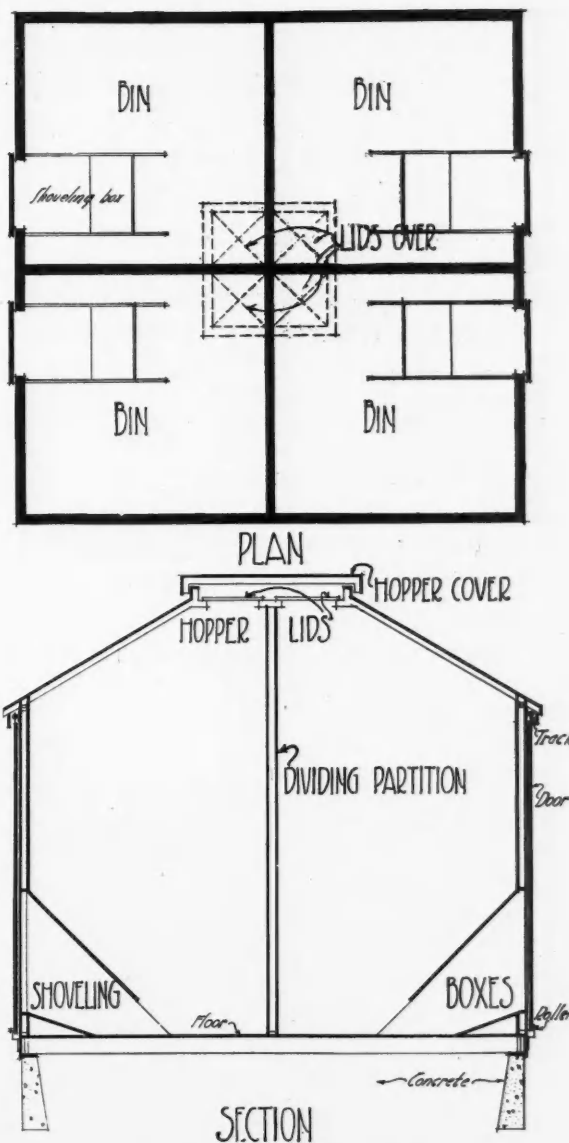 BIN BIN
Shoveling box
LIDS OVER
BIN BIN
PLAN
HOPPER COVER
HOPPER LIDS
Track
DIVIDING PARTITION
Door
SHOVELING BOXES
Floor
Concrete
SECTION